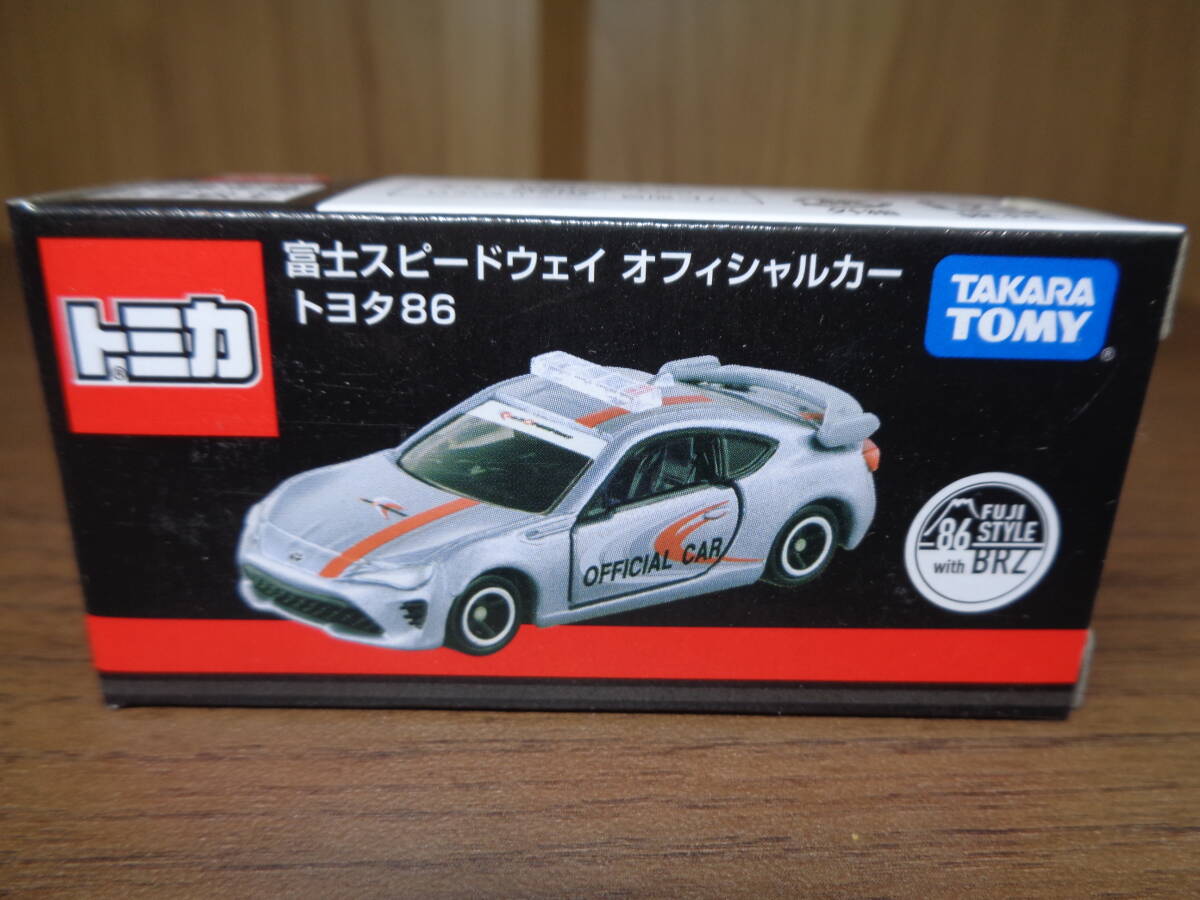 トミカ
富士スピードウェイ オフィシャルカー
トヨタ86
TAKARA
TOMY
OFFICIAL CAR
FUJI
86 STYLE
with BRZ